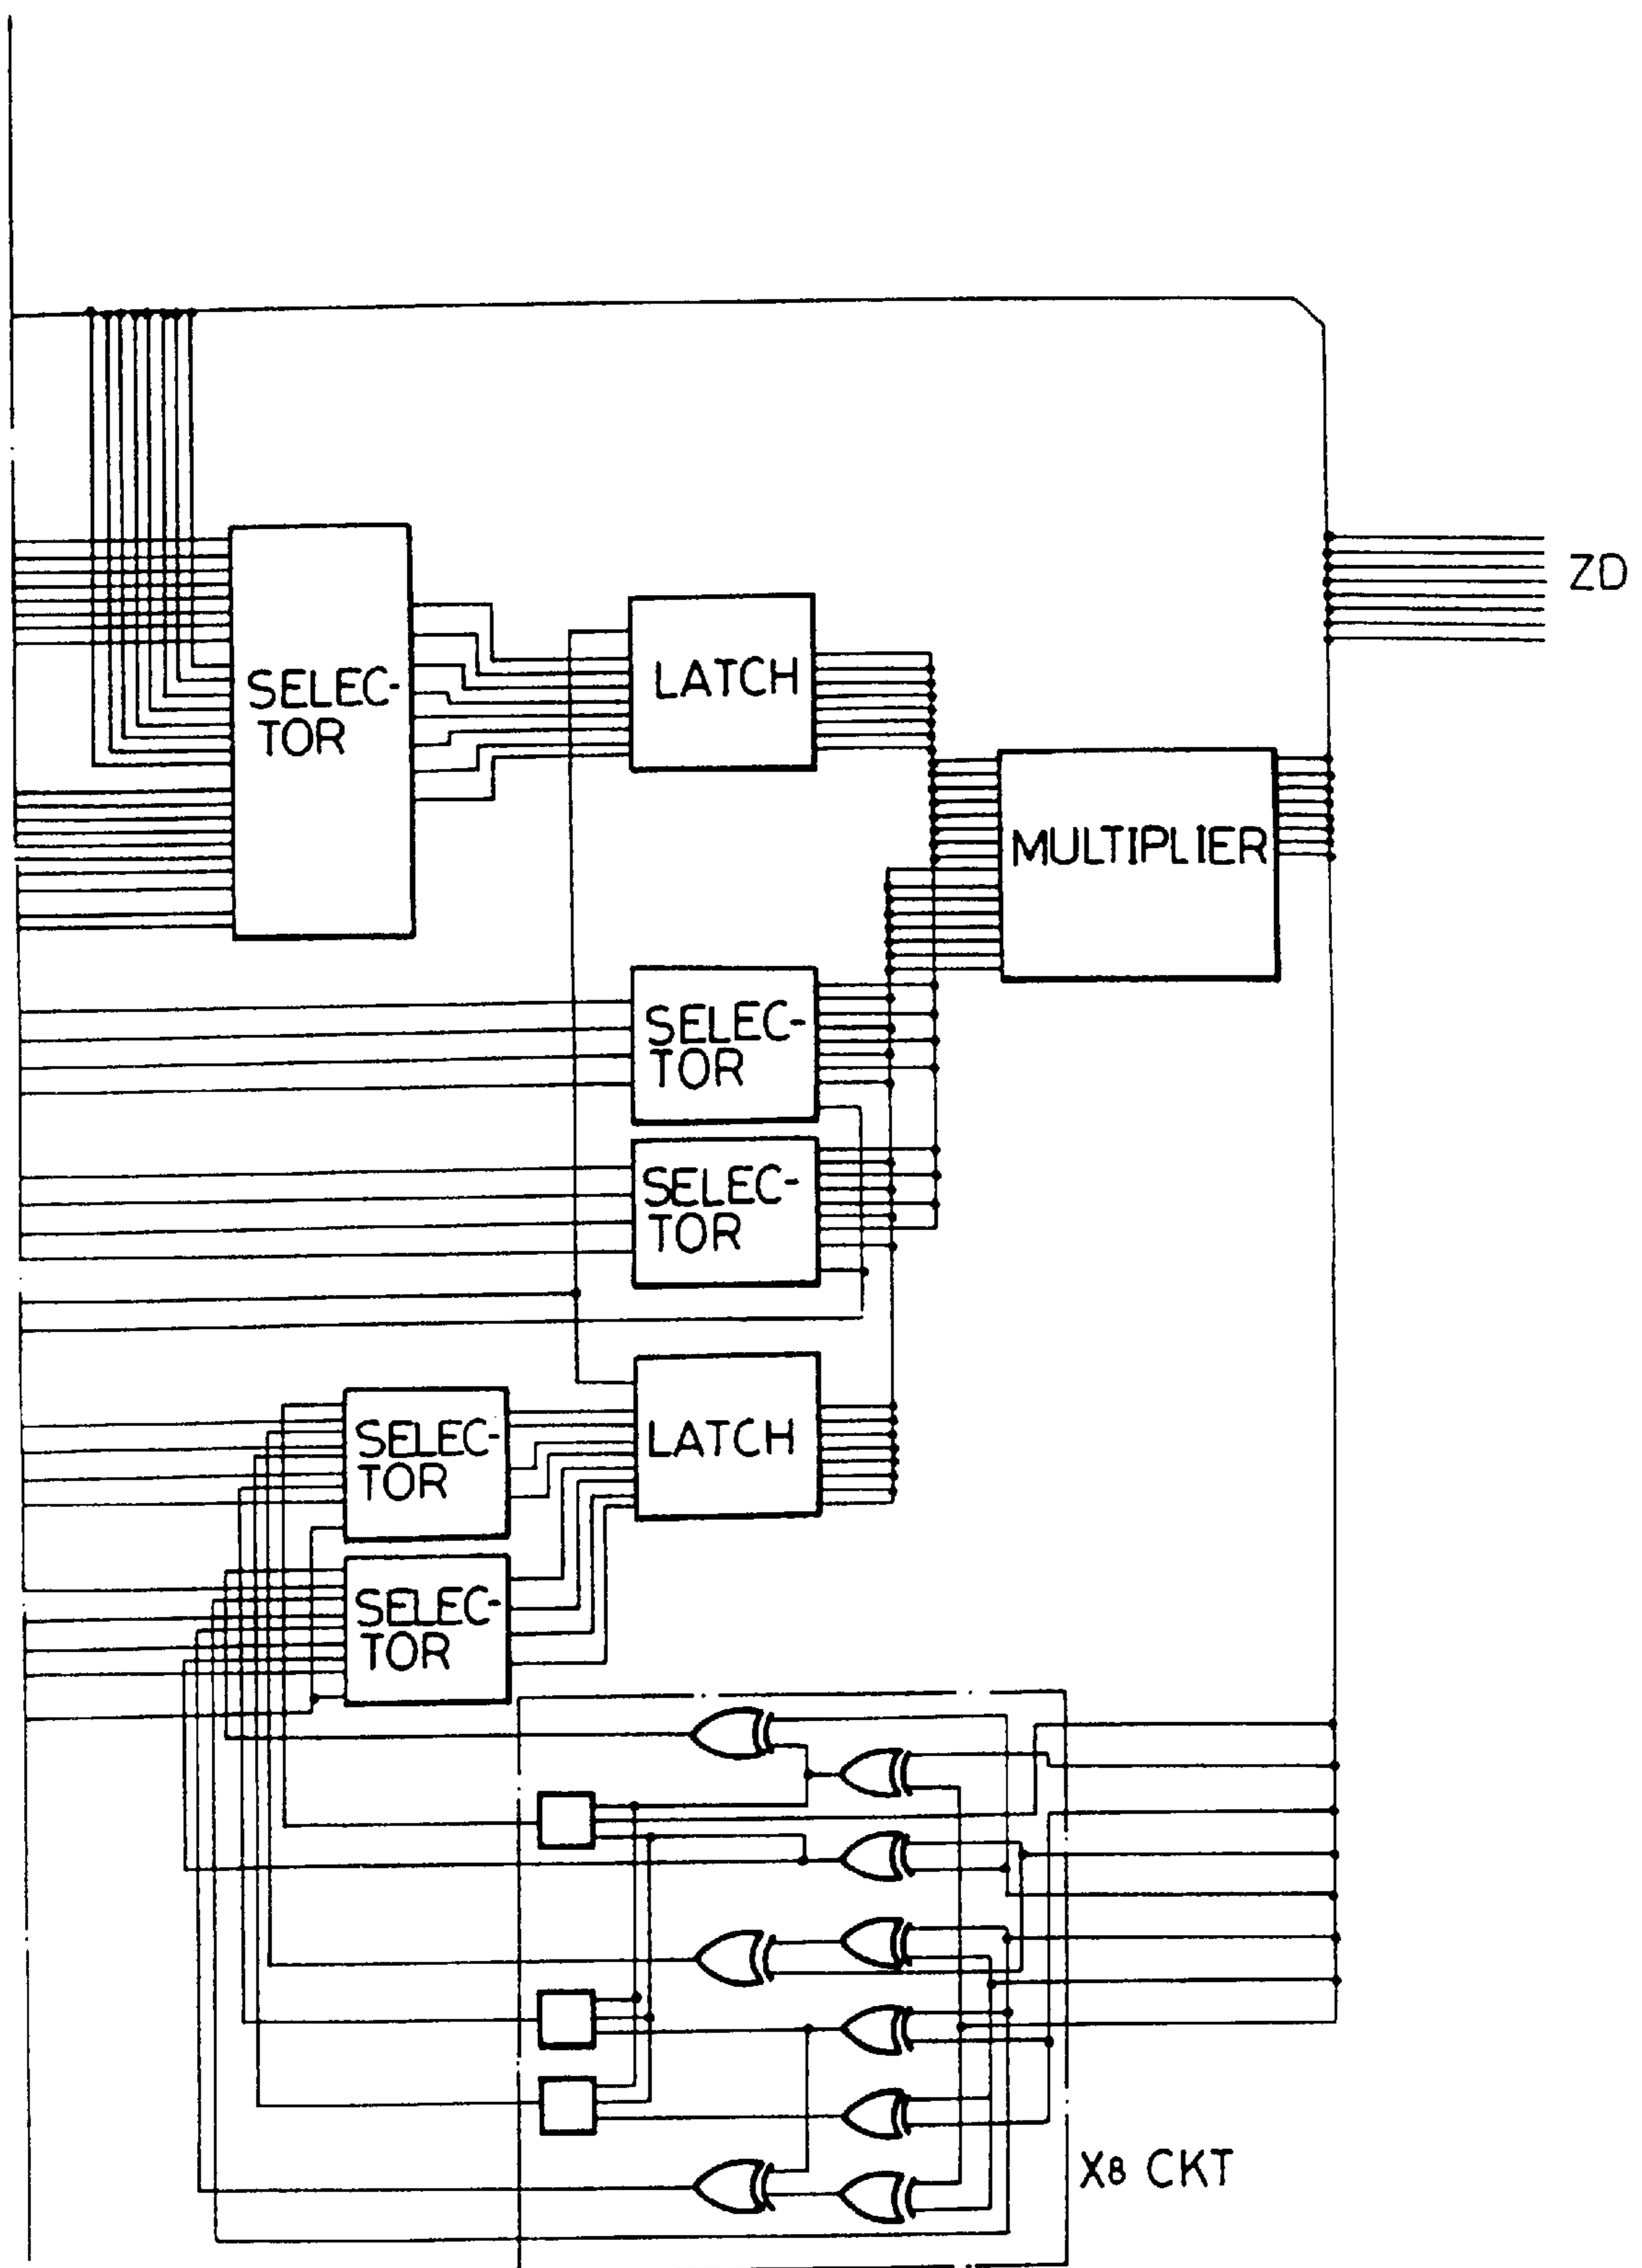 ZD
SELEC-
TOR
LATCH
MULTIPLIER
SELEC-
TOR
SELEC-
TOR
SELEC-
TOR
LATCH
SELEC-
TOR
X8 CKT